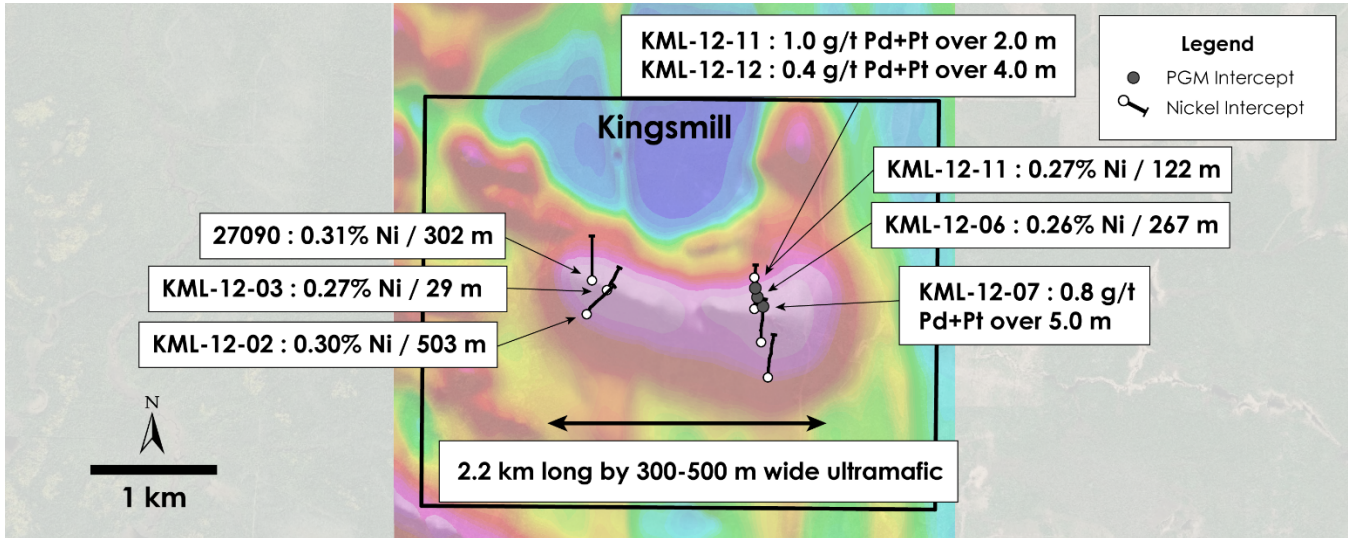 KML-12-11 : 1.0 g/t Pd+Pt over 2.0 m
KML-12-12 : 0.4 g/t Pd+Pt over 4.0 m
Legend
PGM Intercept
Nickel Intercept
Kingsmill
KML-12-11 : 0.27% Ni / 122 m
KML-12-06 : 0.26% Ni / 267 m
27090 : 0.31% Ni / 302 m
KML-12-03 : 0.27% Ni / 29 m
KML-12-02 : 0.30% Ni / 503 m
KML-12-07 : 0.8 g/t
Pd+Pt over 5.0 m
N
1 km
2.2 km long by 300-500 m wide ultramafic